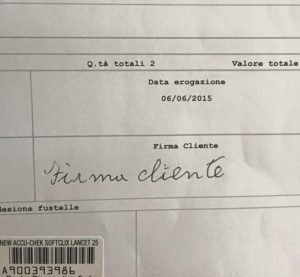 Q.tà totali 2 Valore totale
Data erogazione
06/06/2015
Firma Cliente
Firma cliente
desione fustelle
NEW ACCU-CHEK SOFTCLIX LANCET 25
A900393986